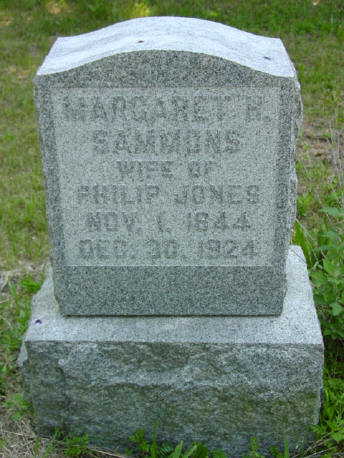 MARGARET H.
SAMMONS
WIFE OF
PHILIP JONES
NOV. 1. 1844
DEC. 30. 1924